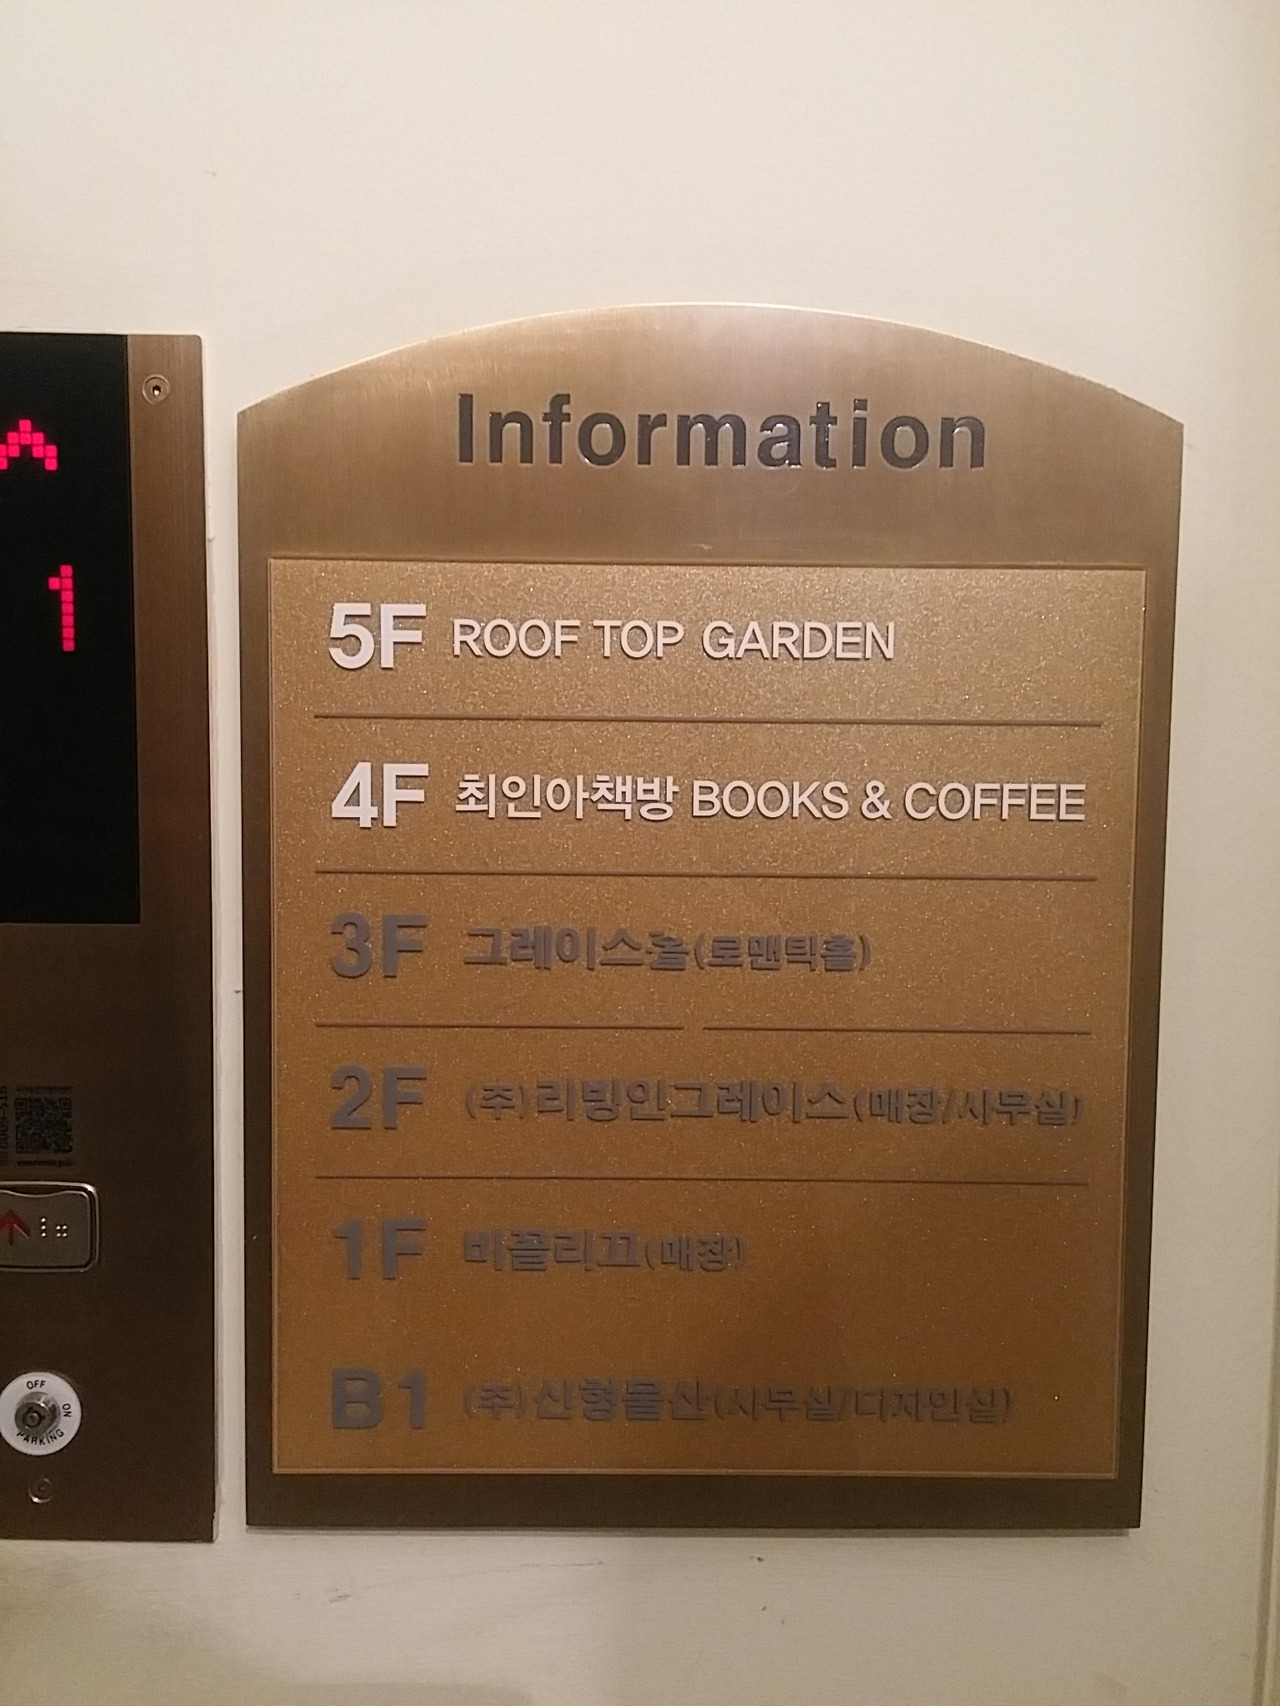 Information
5F ROOF TOP GARDEN
4F 최인아책방 BOOKS & COFFEE
3F 그레이스홀(로맨틱홀)
2F (주)리빙인그레이스(매장/사무실)
1F 비꼴리끄(매장)
B1 (주)신형물산(사무실/디자인실)
1
OFF
ON
PARKING